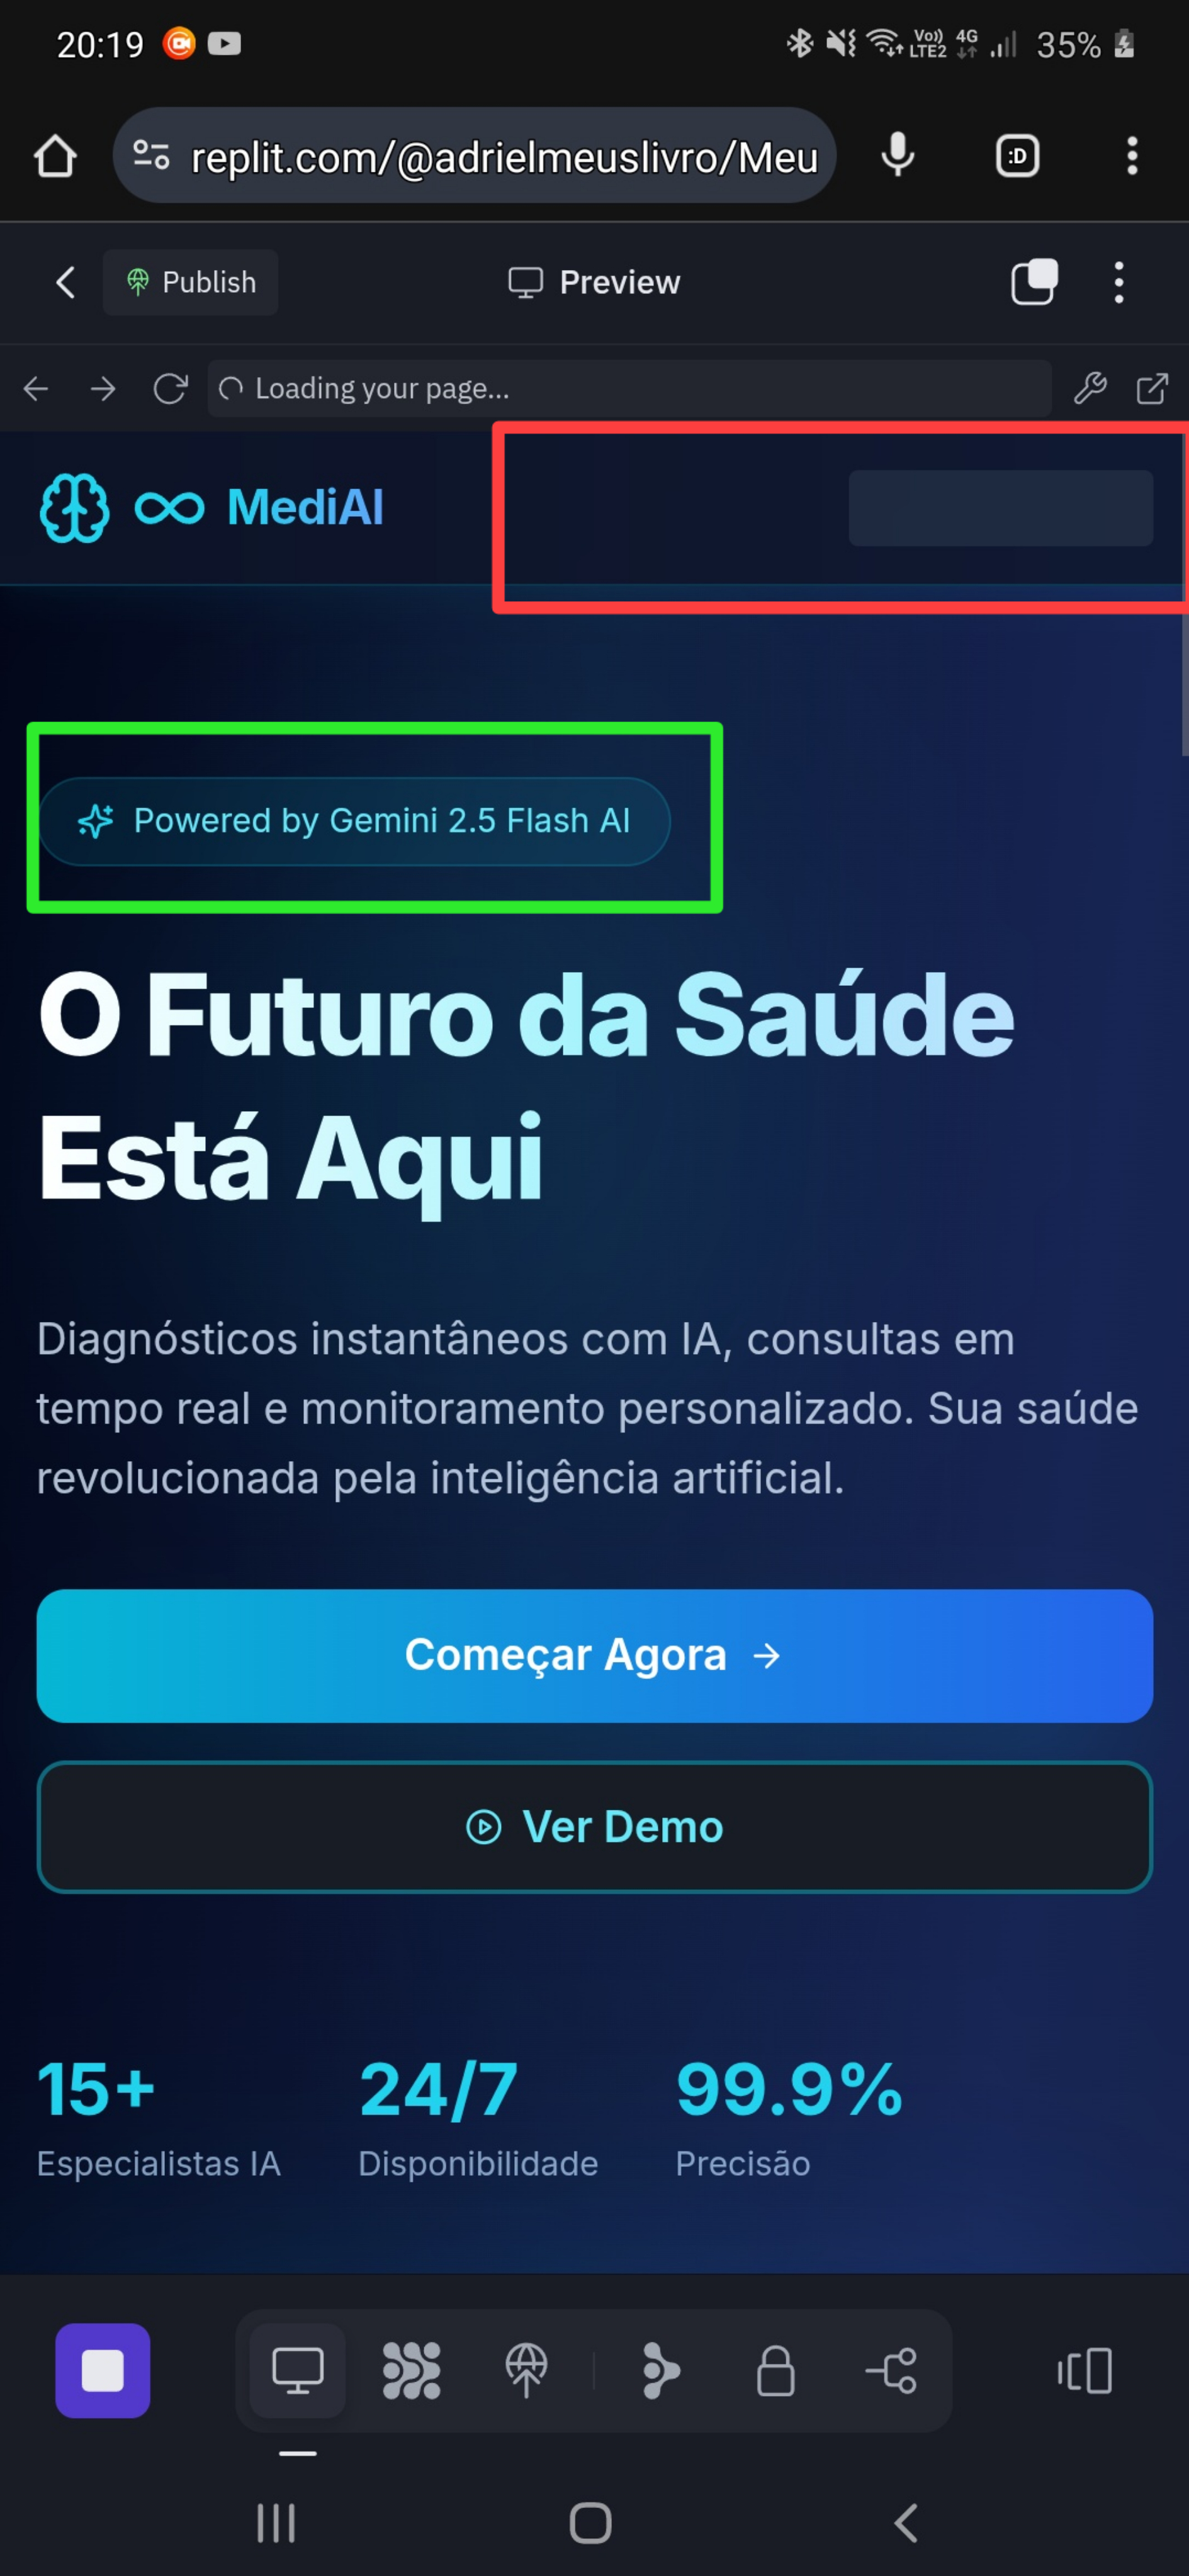 20:19
Vo))
LTE2
4G
35%
replit.com/@adrielmeuslivro/Meu
:D
Publish
Preview
Loading your page...
MediAI
Powered by Gemini 2.5 Flash AI
O Futuro da Saúde
Está Aqui
Diagnósticos instantâneos com IA, consultas em
tempo real e monitoramento personalizado. Sua saúde
revolucionada pela inteligência artificial.
Começar Agora →
Ver Demo
15+ 24/7 99.9%
Especialistas IA Disponibilidade Precisão